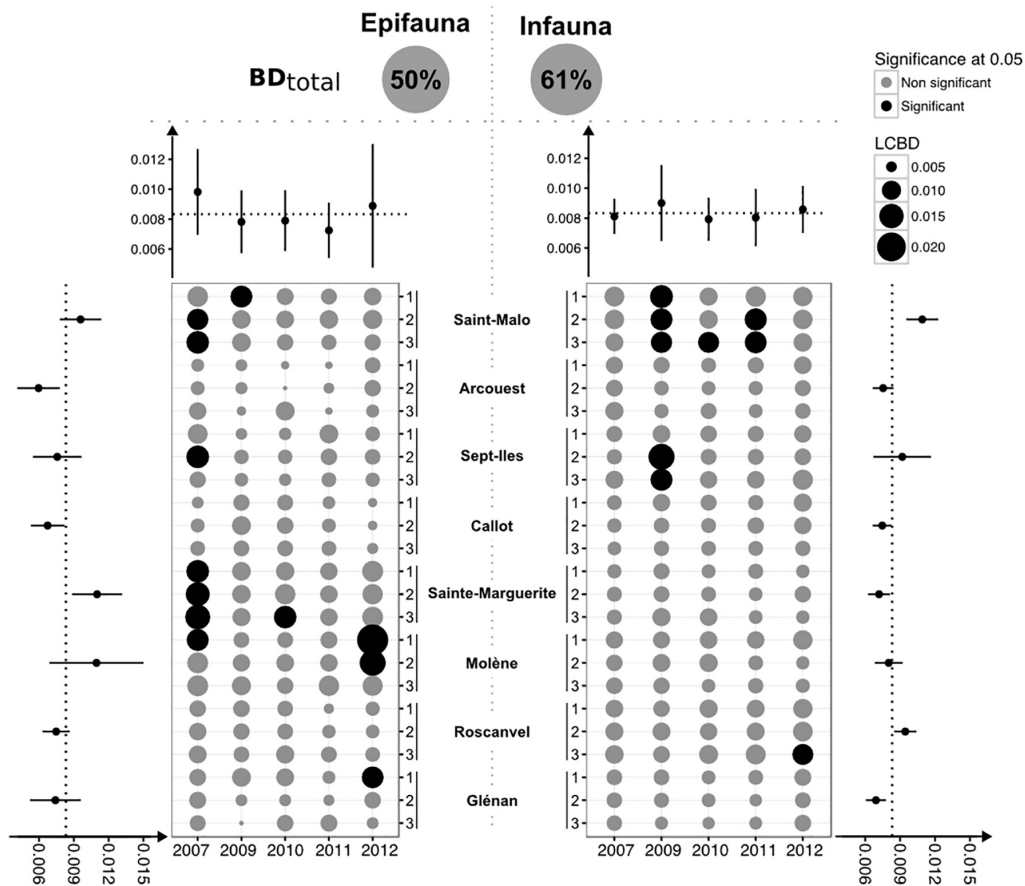 Epifauna Infauna
BDtotal 50% 61%
Significance at 0.05
Non significant
Significant
LCBD
0.005
0.010
0.015
0.020
0.012 0.012
0.010 0.010
0.008 0.008
0.006 0.006
1 1
2 Saint-Malo 2
3 3
1 1
2 Arcouest 2
3 3
1 1
2 Sept-Iles 2
3 3
1 1
2 Callot 2
3 3
1 1
2 Sainte-Marguerite 2
3 3
1 1
2 Molène 2
3 3
1 1
2 Roscanvel 2
3 3
1 1
2 Glénan 2
3 3
0.006 0.009 0.012 0.015 2007 2009 2010 2011 2012 2007 2009 2010 2011 2012 0.006 0.009 0.012 0.015